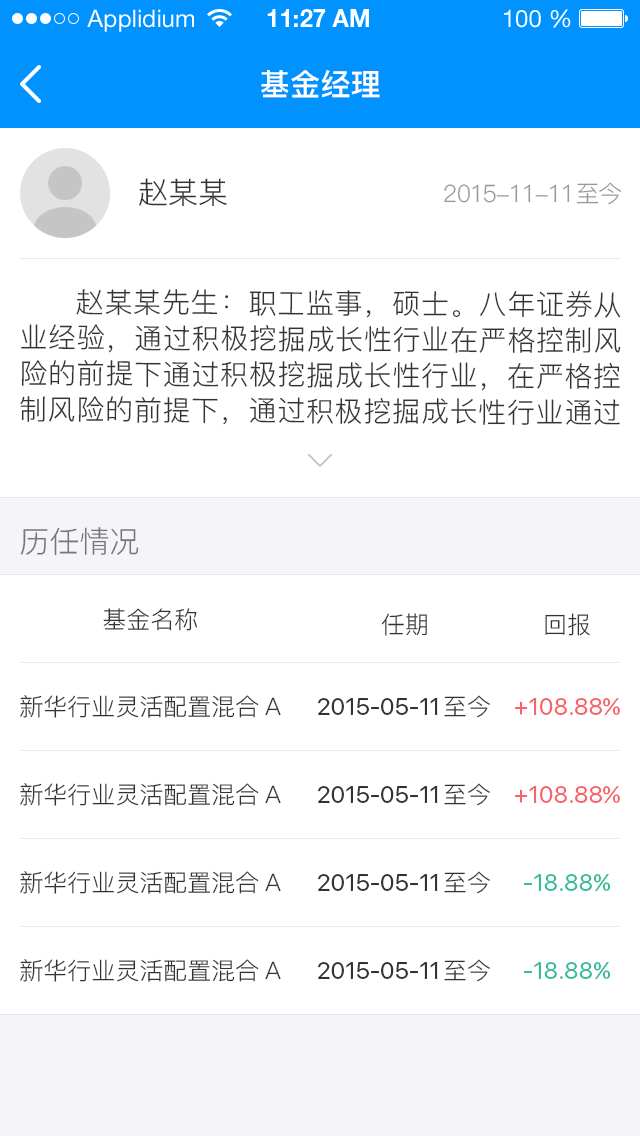 Applidium 11:27 AM 100 %
基金经理
赵某某 2015–11–11至今
赵某某先生：职工监事，硕士。八年证券从
业经验，通过积极挖掘成长性行业在严格控制风
险的前提下通过积极挖掘成长性行业，在严格控
制风险的前提下，通过积极挖掘成长性行业通过
历任情况
基金名称 任期 回报
新华行业灵活配置混合 A 2015-05-11至今 +108.88%
新华行业灵活配置混合 A 2015-05-11至今 +108.88%
新华行业灵活配置混合 A 2015-05-11至今 -18.88%
新华行业灵活配置混合 A 2015-05-11至今 -18.88%